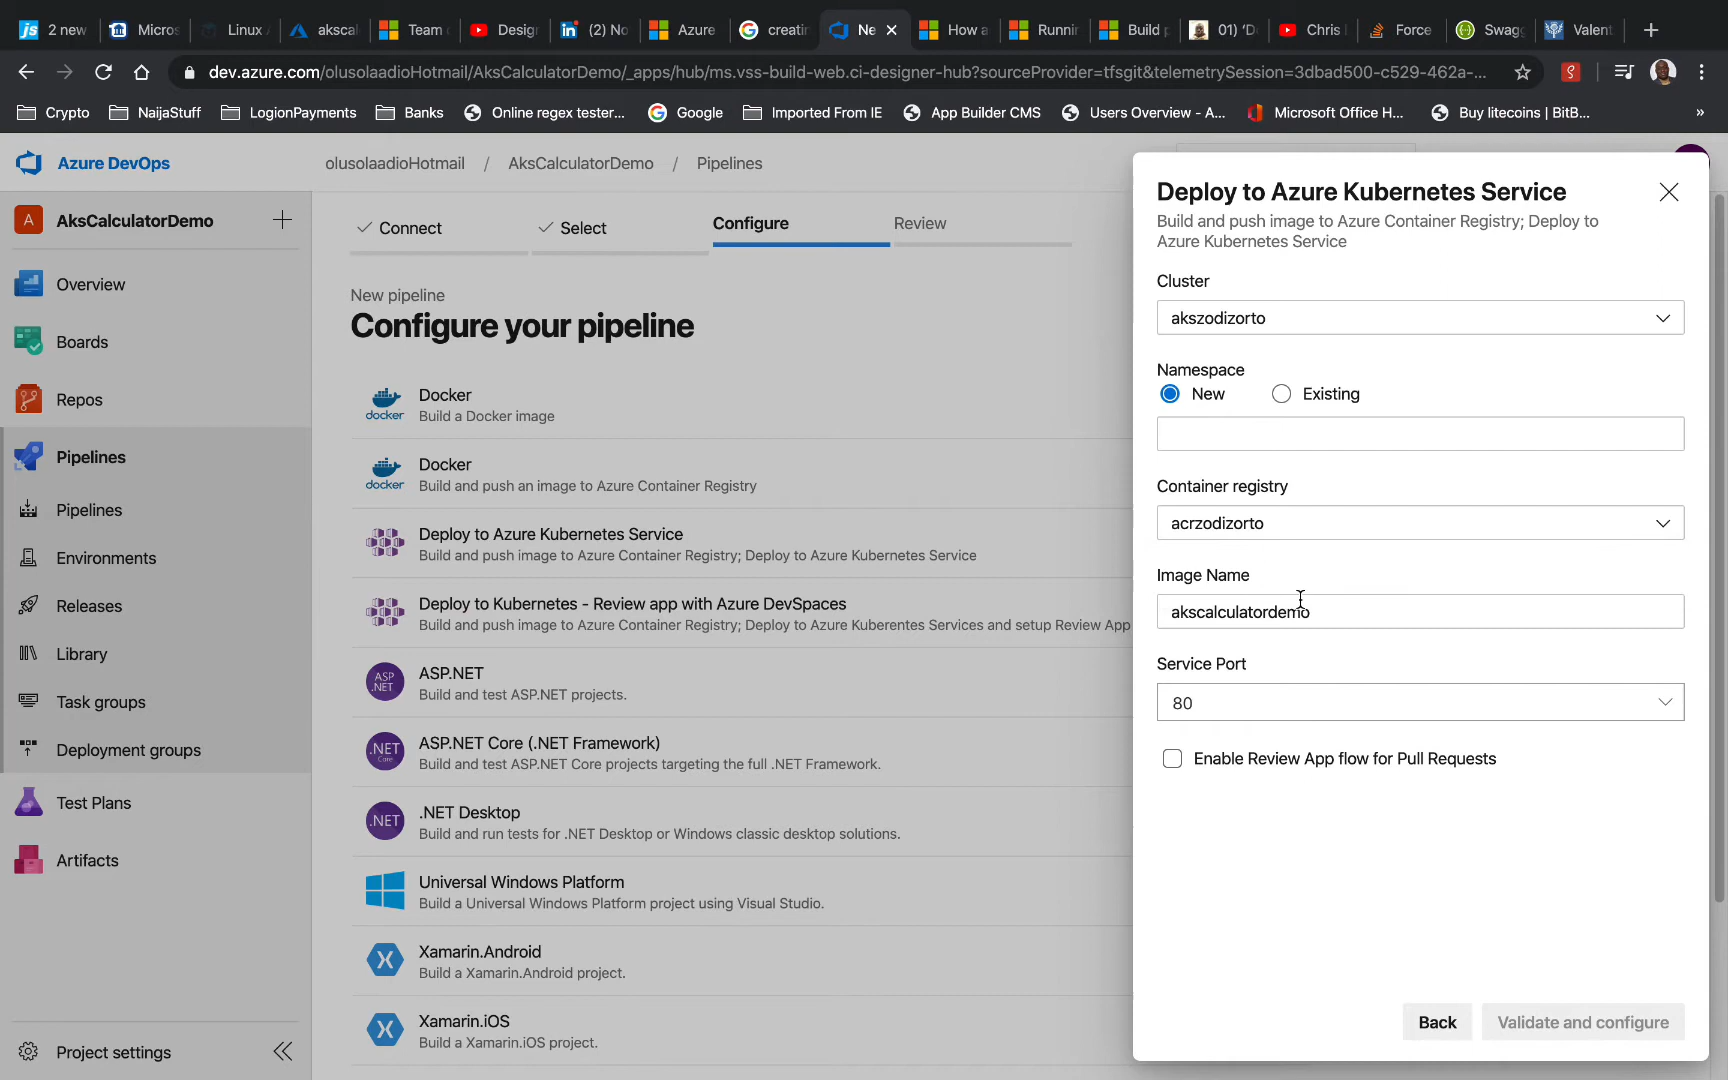 2 new
Micros
Linux
akscal
Team
Design
(2) No
Azure
creatin
Ne
How a
Runnin
Build p
01) 'De
Chris
Force
Swagg
Valent
dev.azure.com/olusolaadioHotmail/AksCalculatorDemo/_apps/hub/ms.vss-build-web.ci-designer-hub?sourceProvider=tfsgit&telemetrySession=3dbad500-c529-462a-...
Crypto
NaijaStuff
LogionPayments
Banks
Online regex tester...
Google
Imported From IE
App Builder CMS
Users Overview - A...
Microsoft Office H...
Buy litecoins | BitB...
»
Azure DevOps
olusolaadioHotmail / AksCalculatorDemo / Pipelines
A AksCalculatorDemo
Overview
Boards
Repos
Pipelines
Pipelines
Environments
Releases
Library
Task groups
Deployment groups
Test Plans
Artifacts
Project settings
Connect
Select
Configure
Review
New pipeline
Configure your pipeline
docker
Docker
Build a Docker image
docker
Docker
Build and push an image to Azure Container Registry
Deploy to Azure Kubernetes Service
Build and push image to Azure Container Registry; Deploy to Azure Kubernetes Service
Deploy to Kubernetes - Review app with Azure DevSpaces
Build and push image to Azure Container Registry; Deploy to Azure Kuberentes Services and setup Review App
ASP .NET
ASP.NET
Build and test ASP.NET projects.
.NET Core
ASP.NET Core (.NET Framework)
Build and test ASP.NET Core projects targeting the full .NET Framework.
.NET
.NET Desktop
Build and run tests for .NET Desktop or Windows classic desktop solutions.
Universal Windows Platform
Build a Universal Windows Platform project using Visual Studio.
Xamarin.Android
Build a Xamarin.Android project.
Xamarin.iOS
Build a Xamarin.iOS project.
Deploy to Azure Kubernetes Service
Build and push image to Azure Container Registry; Deploy to
Azure Kubernetes Service
Cluster
akszodizorto
Namespace
New
Existing
Container registry
acrzodizorto
Image Name
akscalculatordemo
Service Port
80
Enable Review App flow for Pull Requests
Back
Validate and configure